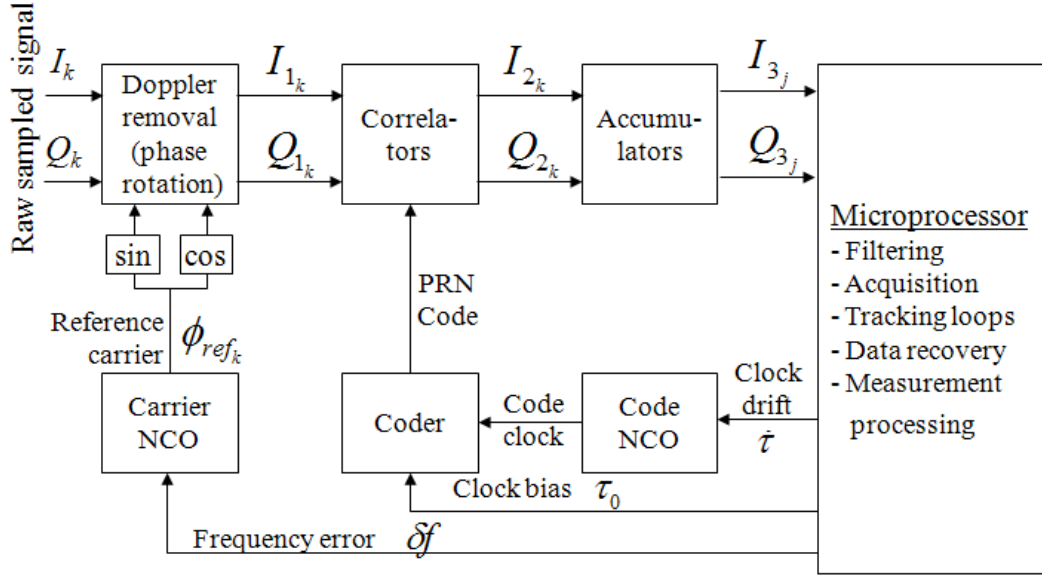 Raw sampled signal
I_k
Q_k
Doppler
removal
(phase
rotation)
I_{1_k}
Q_{1_k}
Correla-
tors
I_{2_k}
Q_{2_k}
Accumu-
lators
I_{3_j}
Q_{3_j}
sin
cos
Reference
carrier
ϕ_{ref_k}
Carrier
NCO
PRN
Code
Coder
Code
clock
Code
NCO
Clock
drift
τ̇
Clock bias τ_0
Frequency error δf
Microprocessor
- Filtering
- Acquisition
- Tracking loops
- Data recovery
- Measurement
processing